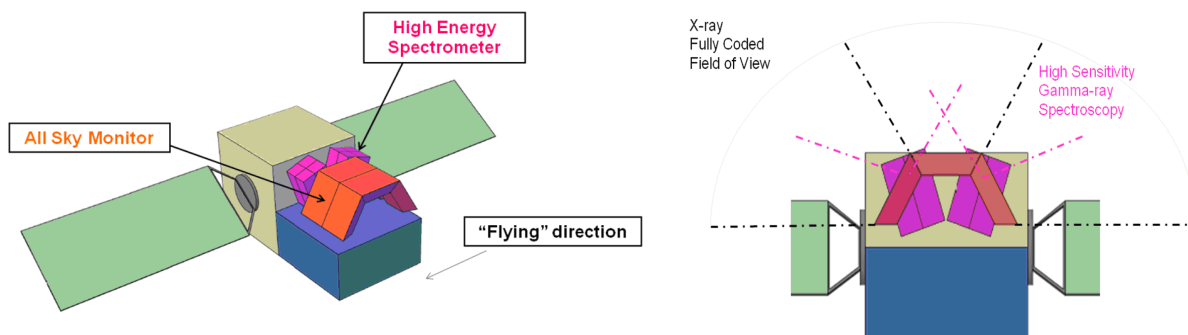 High Energy
Spectrometer
All Sky Monitor
“Flying” direction
X-ray
Fully Coded
Field of View
High Sensitivity
Gamma-ray
Spectroscopy